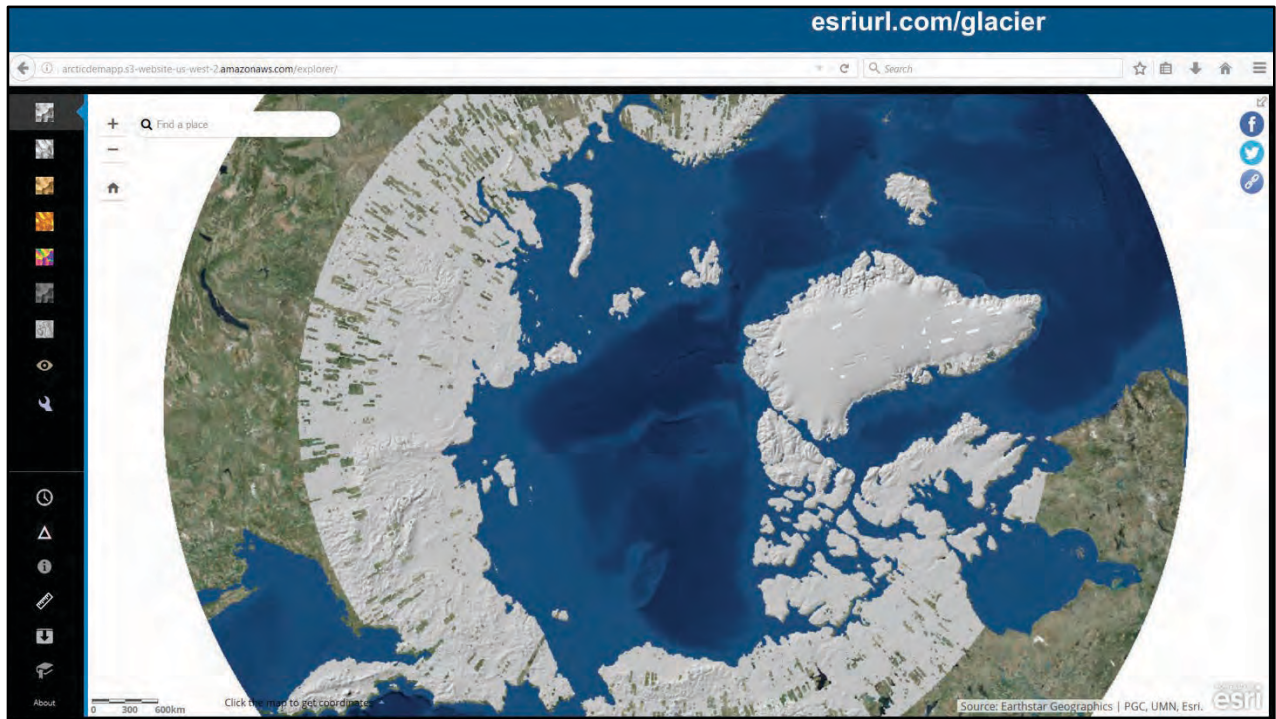 esriurl.com/glacier
arcticdemapp.s3-website-us-west-2.amazonaws.com/explorer/
Search
+
Find a place
−
About
0 300 600km
Click the map to get coordinates
Source: Earthstar Geographics | PGC, UMN, Esri.
esri